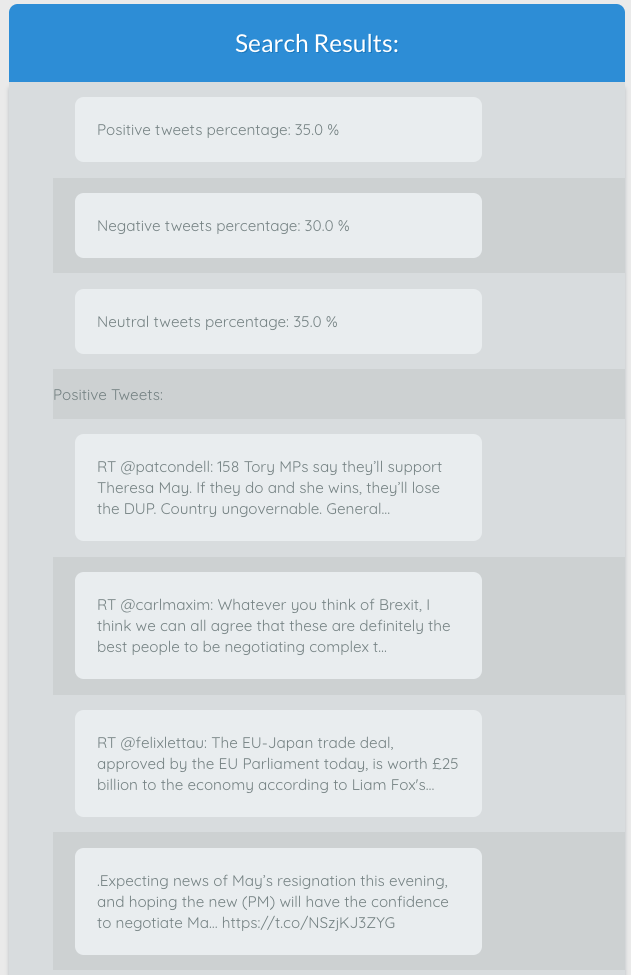 Search Results:
Positive tweets percentage: 35.0 %
Negative tweets percentage: 30.0 %
Neutral tweets percentage: 35.0 %
Positive Tweets:
RT @patcondell: 158 Tory MPs say they'll support
Theresa May. If they do and she wins, they'll lose
the DUP. Country ungovernable. General...
RT @carlmaxim: Whatever you think of Brexit, I
think we can all agree that these are definitely the
best people to be negotiating complex t...
RT @felixlettau: The EU-Japan trade deal,
approved by the EU Parliament today, is worth £25
billion to the economy according to Liam Fox's...
.Expecting news of May's resignation this evening,
and hoping the new (PM) will have the confidence
to negotiate Ma... https://t.co/NSzjKJ3ZYG